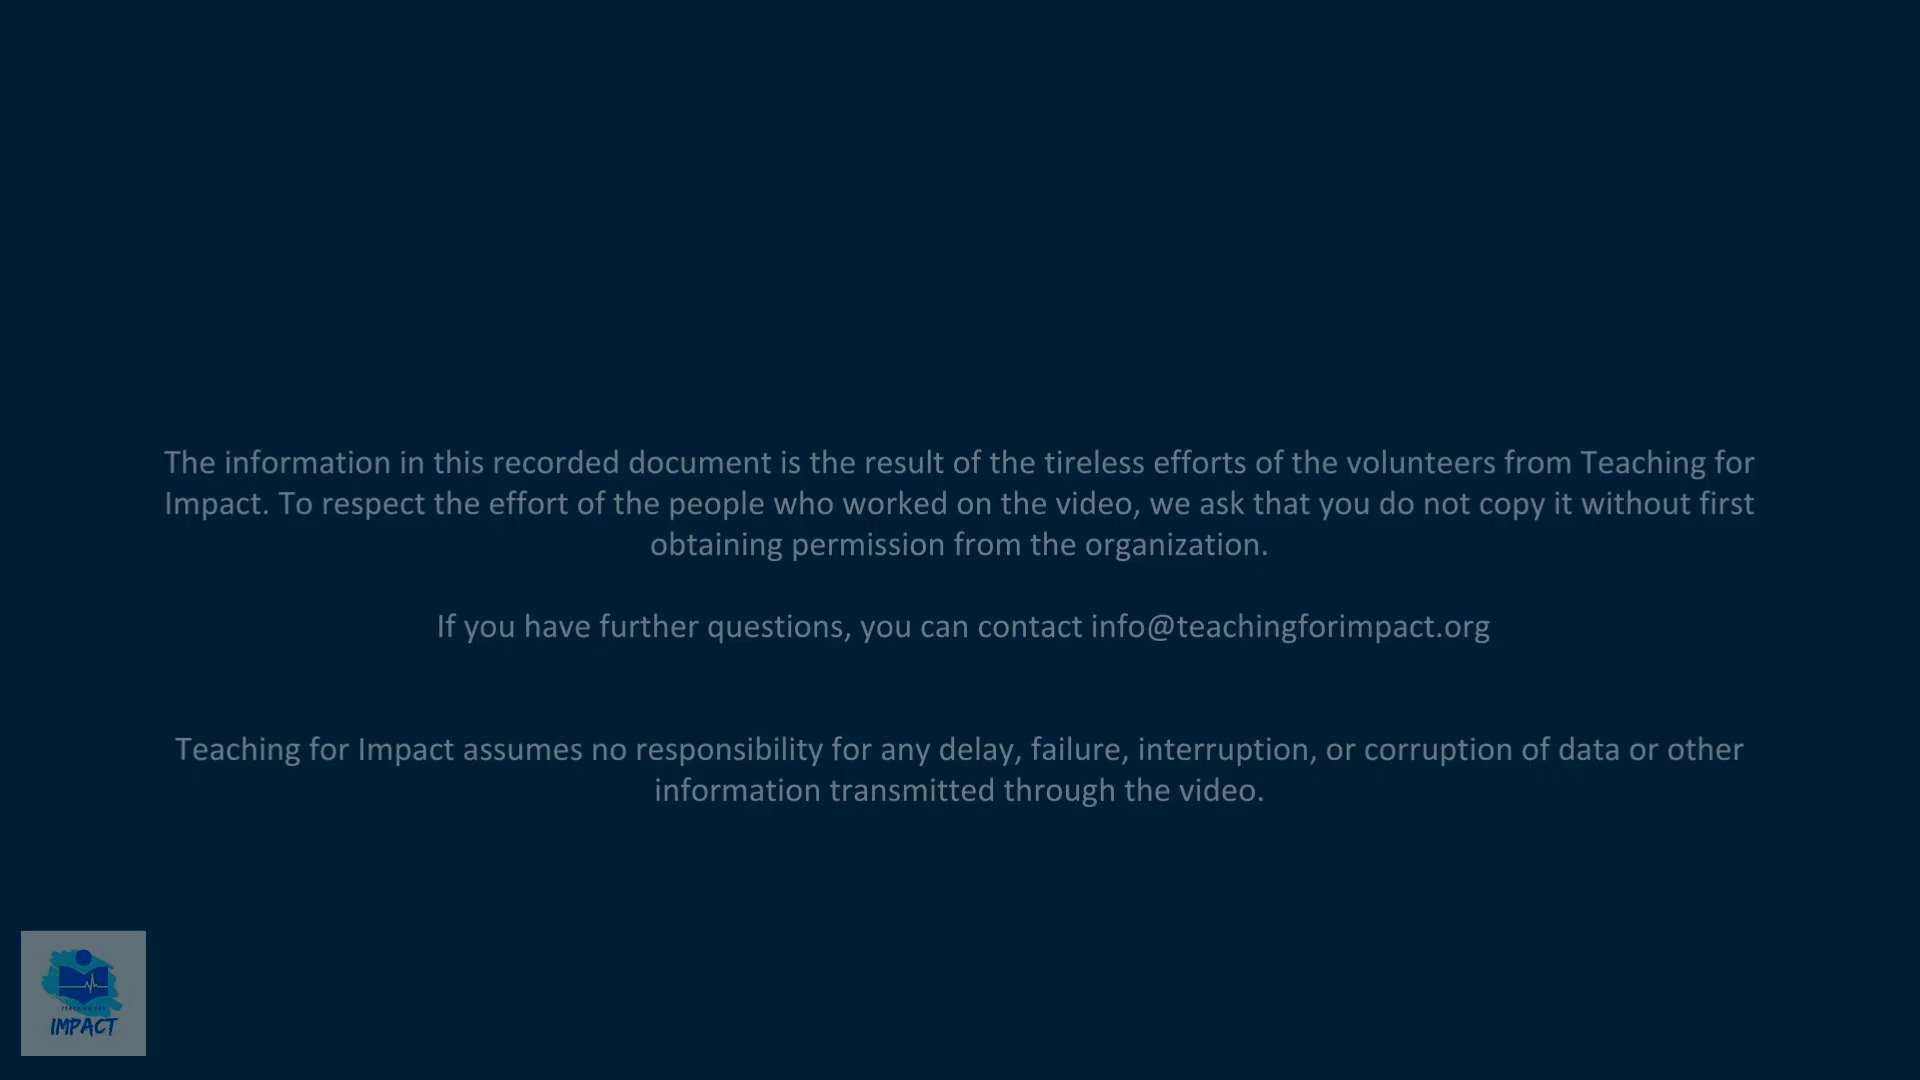 The information in this recorded document is the result of the tireless efforts of the volunteers from Teaching for
Impact. To respect the effort of the people who worked on the video, we ask that you do not copy it without first
obtaining permission from the organization.
If you have further questions, you can contact info@teachingforimpact.org
Teaching for Impact assumes no responsibility for any delay, failure, interruption, or corruption of data or other
information transmitted through the video.
TEACHING FOR
IMPACT